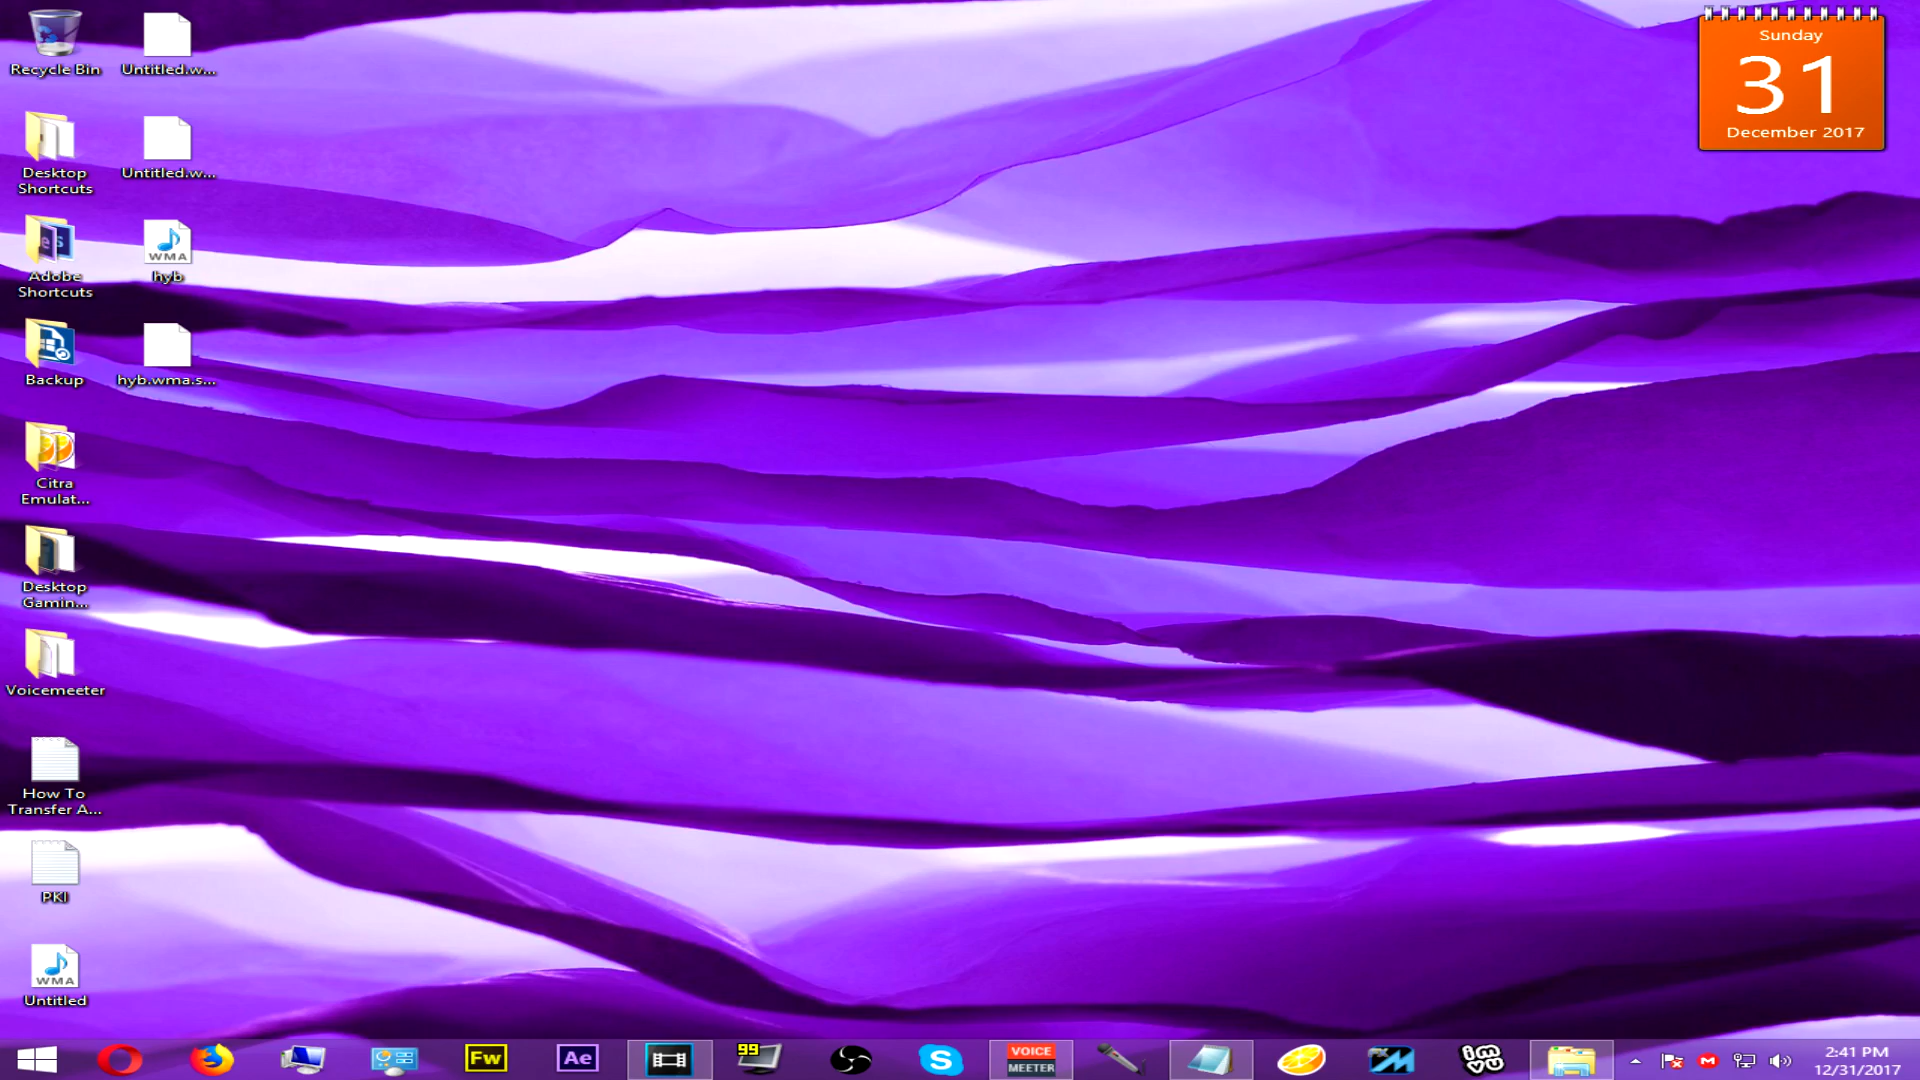 Recycle Bin
Untitled.w...
Desktop
Shortcuts
Untitled.w...
Adobe
Shortcuts
WMA
hyb
Backup
hyb.wma.s...
Citra
Emulat...
Desktop
Gamin...
Voicemeeter
How To
Transfer A...
PKI
WMA
Untitled
Sunday
31
December 2017
Fw
Ae
99
S
VOICE
MEETER
imvu
M
2:41 PM
12/31/2017